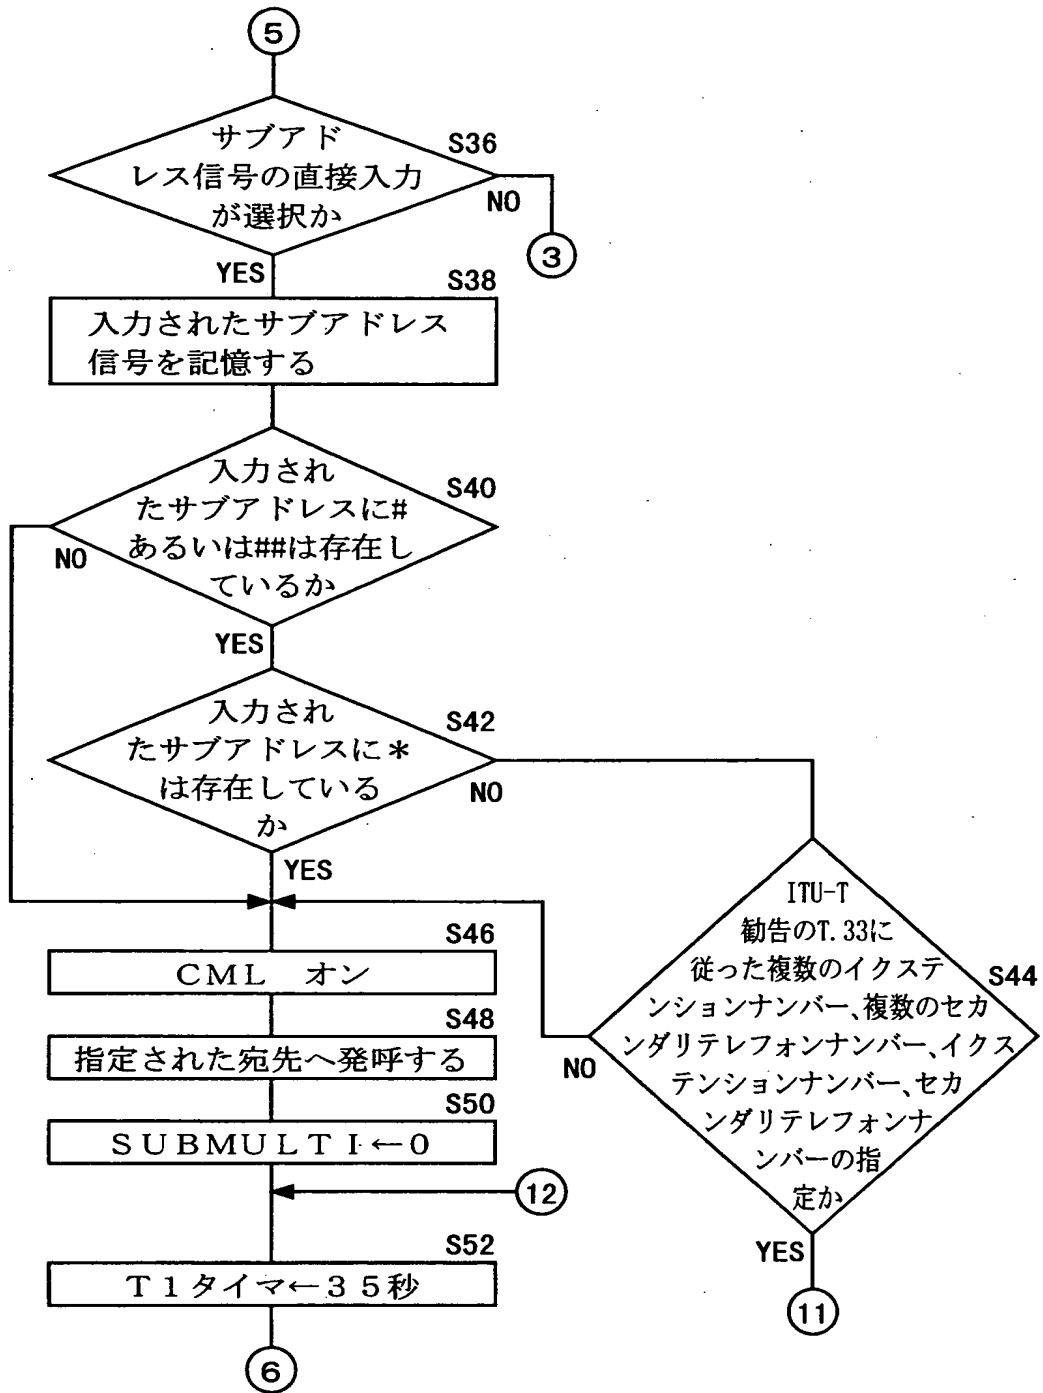 5
サブアド
レス信号の直接入力
が選択か
S36
NO
3
YES
S38
入力されたサブアドレス
信号を記憶する
入力され
たサブアドレスに#
あるいは##は存在し
ているか
S40
NO
YES
入力され
たサブアドレスに*
は存在している
か
S42
NO
YES
ITU-T
勧告のT.33に
従った複数のイクステ
ンションナンバー、複数のセカ
ンダリテレフォンナンバー、イクス
テンションナンバー、セカ
ンダリテレフォンナ
ンバーの指
定か
S44
NO
YES
11
S46
CML オン
S48
指定された宛先へ発呼する
S50
SUBMULTI←0
12
S52
T1タイマ←35秒
6